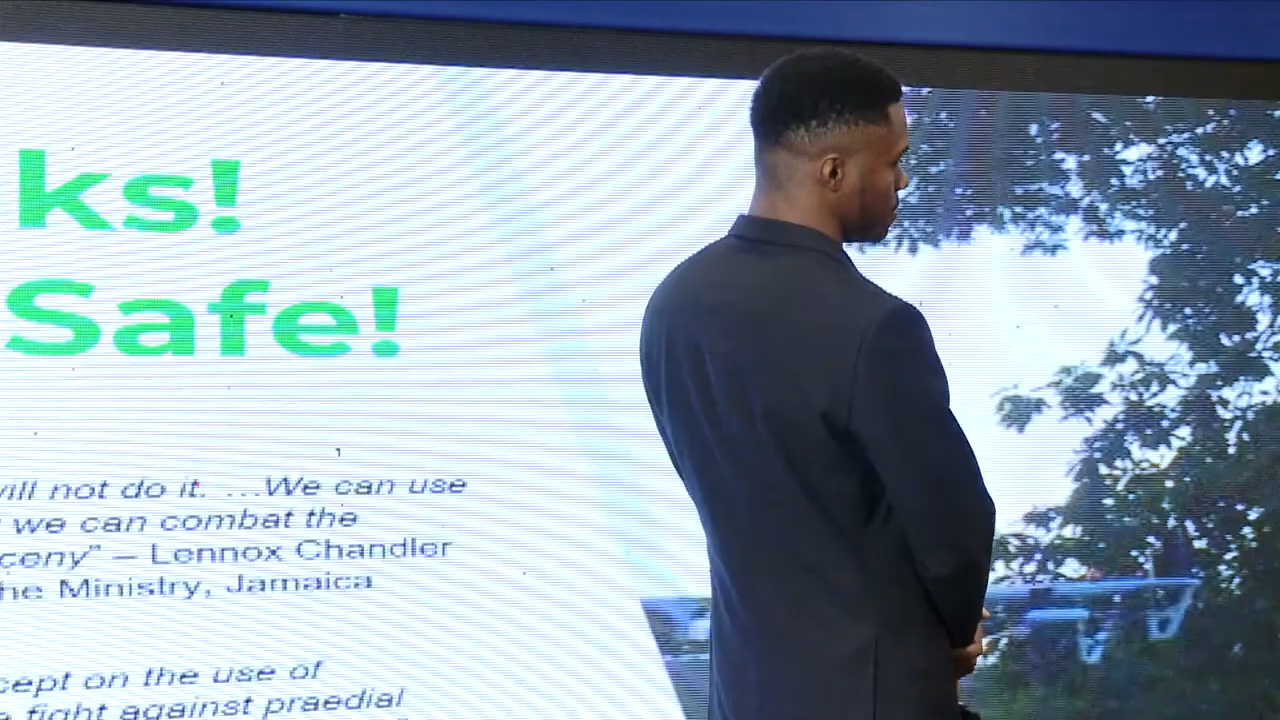 ks!
Safe!
will not do it. ...We can use
we can combat the
ceny" – Lennox Chandler
he Ministry, Jamaica
cept on the use of
fight against praedial